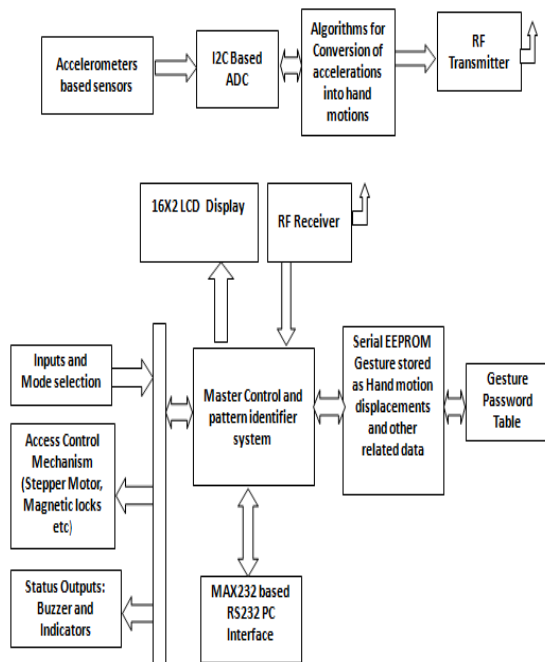 Accelerometers
based sensors
I2C Based
ADC
Algorithms for
Conversion of
accelerations
into hand
motions
RF
Transmitter
16X2 LCD Display
RF Receiver
Inputs and
Mode selection
Master Control and
pattern identifier
system
Serial EEPROM
Gesture stored
as Hand motion
displacements
and other
related data
Gesture
Password
Table
Access Control
Mechanism
(Stepper Motor,
Magnetic locks
etc)
Status Outputs:
Buzzer and
Indicators
MAX232 based
RS232 PC
Interface